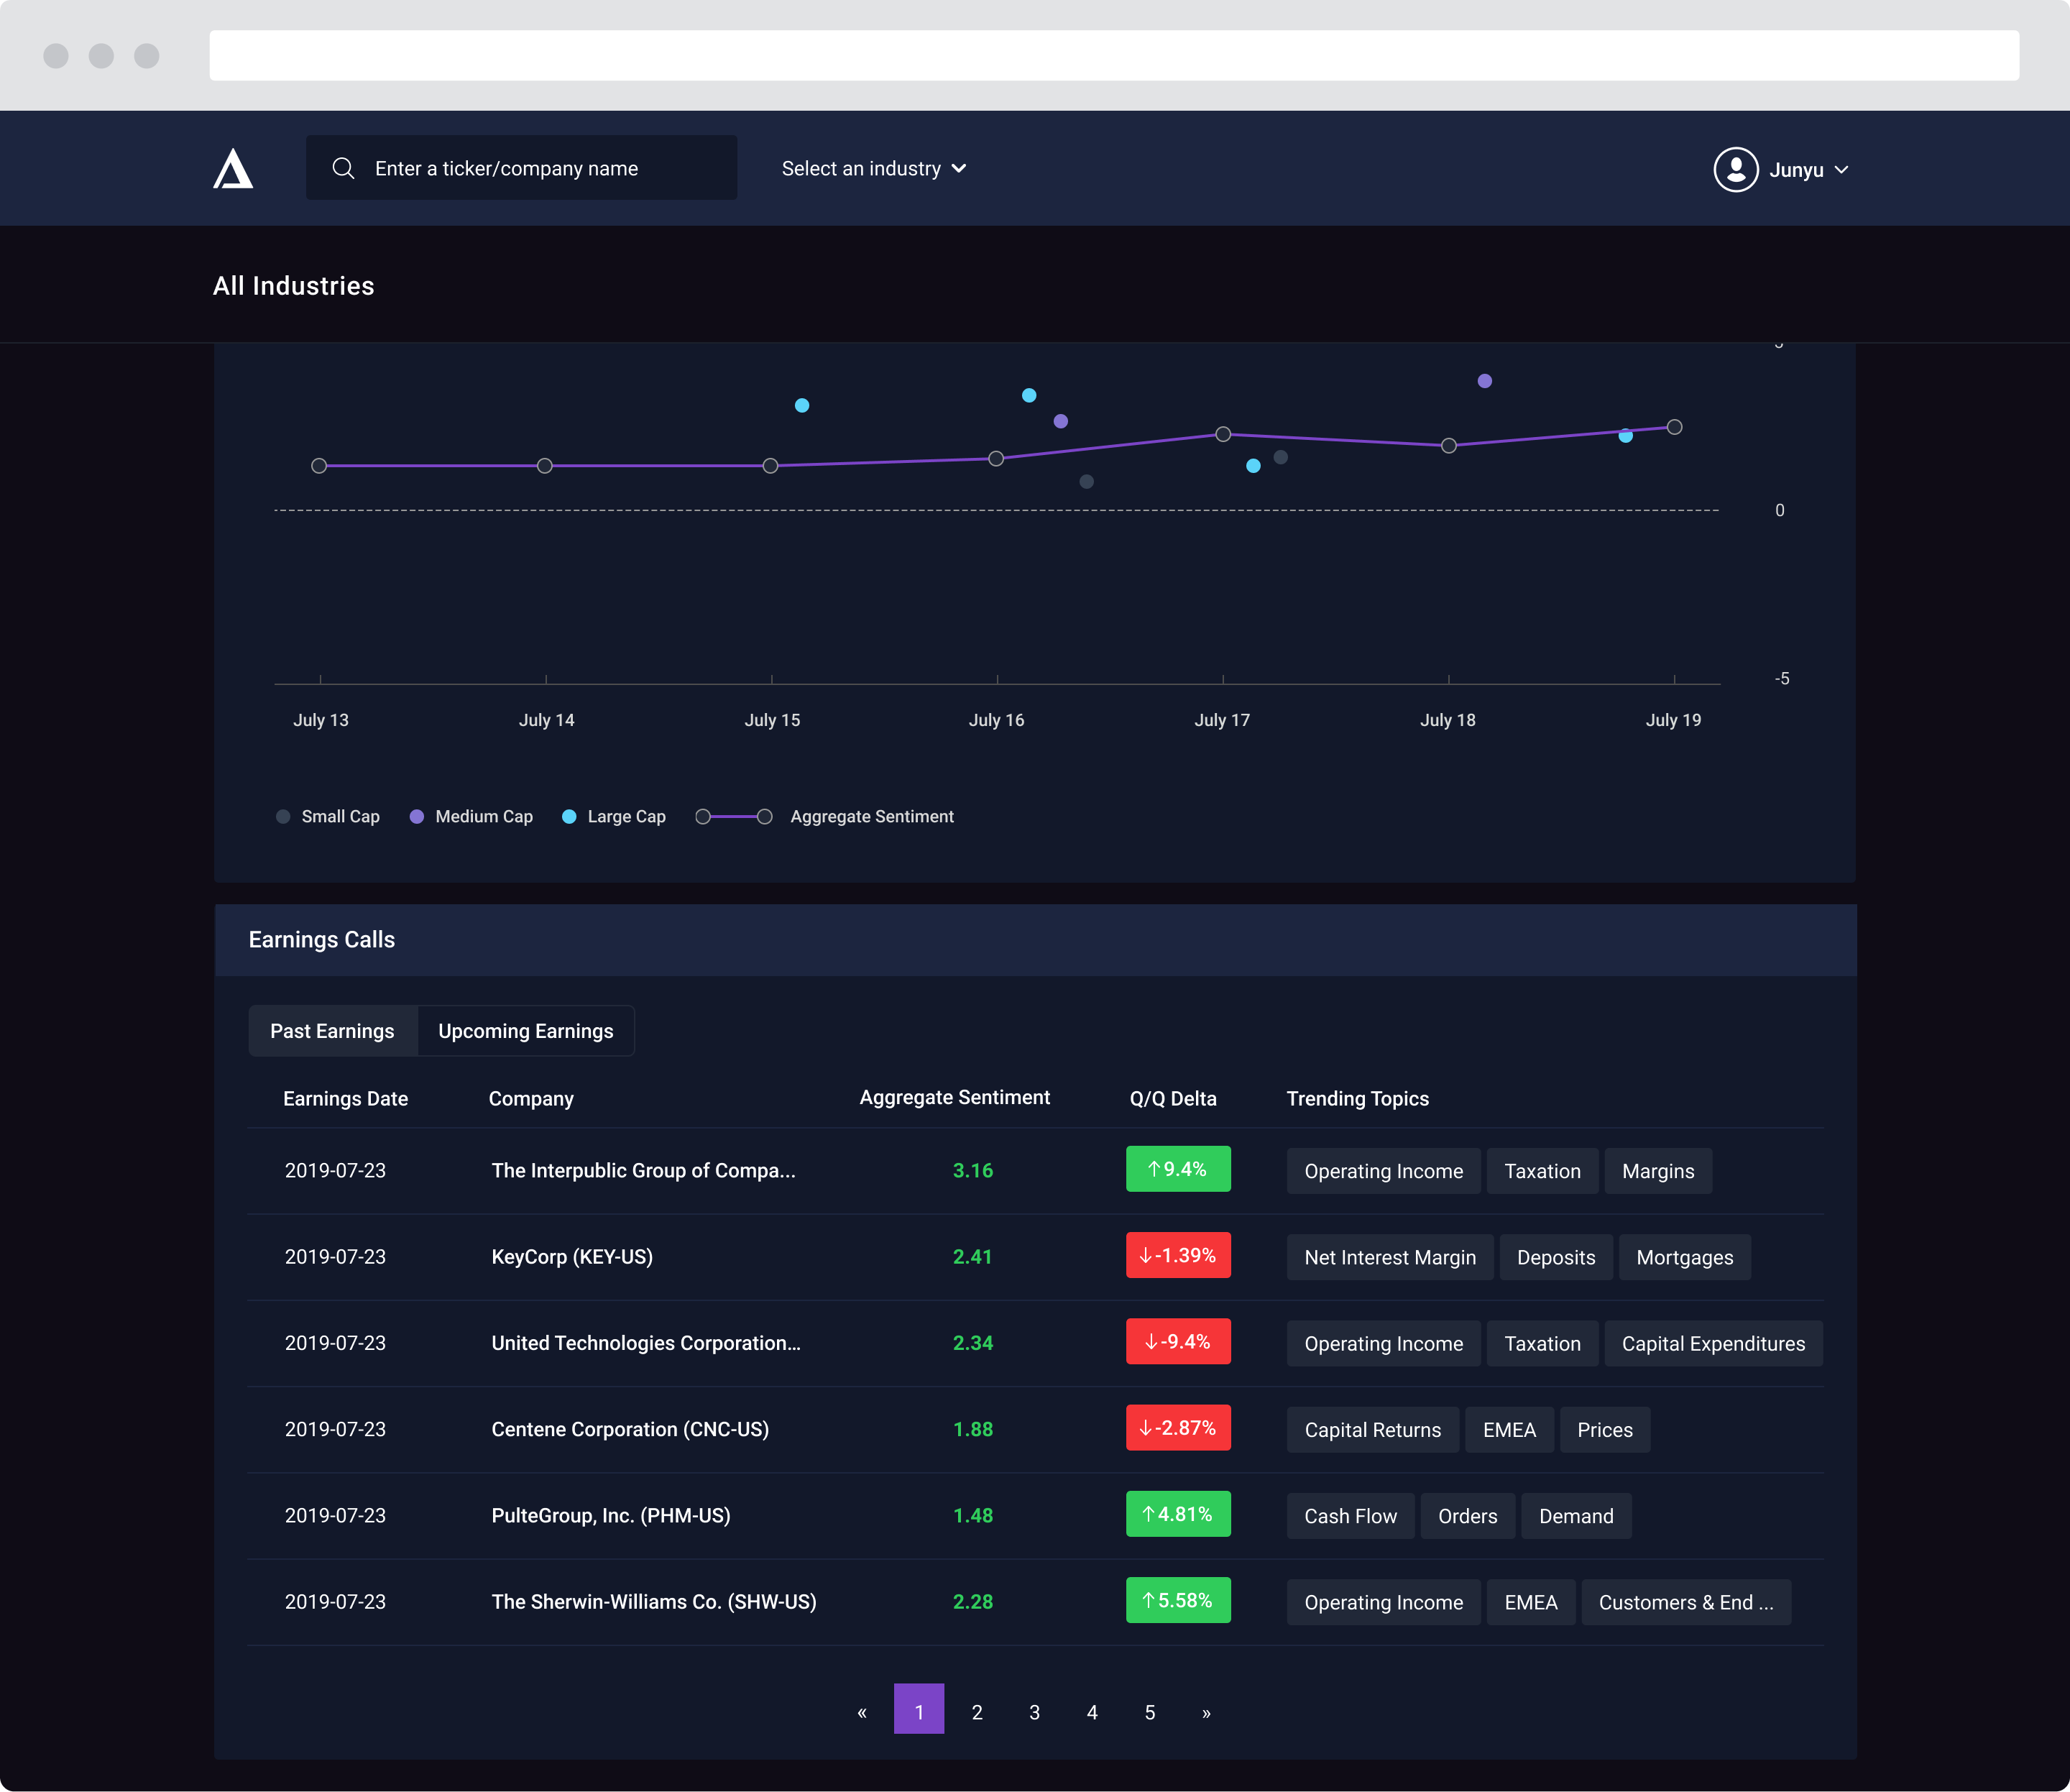 Enter a ticker/company name
Select an industry
Junyu
All Industries
0
-5
July 13 July 14 July 15 July 16 July 17 July 18 July 19
Small Cap Medium Cap Large Cap Aggregate Sentiment
Earnings Calls
Past Earnings Upcoming Earnings
Earnings Date Company Aggregate Sentiment Q/Q Delta Trending Topics
2019-07-23 The Interpublic Group of Compa... 3.16 ↑9.4% Operating Income Taxation Margins
2019-07-23 KeyCorp (KEY-US) 2.41 ↓-1.39% Net Interest Margin Deposits Mortgages
2019-07-23 United Technologies Corporation... 2.34 ↓-9.4% Operating Income Taxation Capital Expenditures
2019-07-23 Centene Corporation (CNC-US) 1.88 ↓-2.87% Capital Returns EMEA Prices
2019-07-23 PulteGroup, Inc. (PHM-US) 1.48 ↑4.81% Cash Flow Orders Demand
2019-07-23 The Sherwin-Williams Co. (SHW-US) 2.28 ↑5.58% Operating Income EMEA Customers & End ...
« 1 2 3 4 5 »